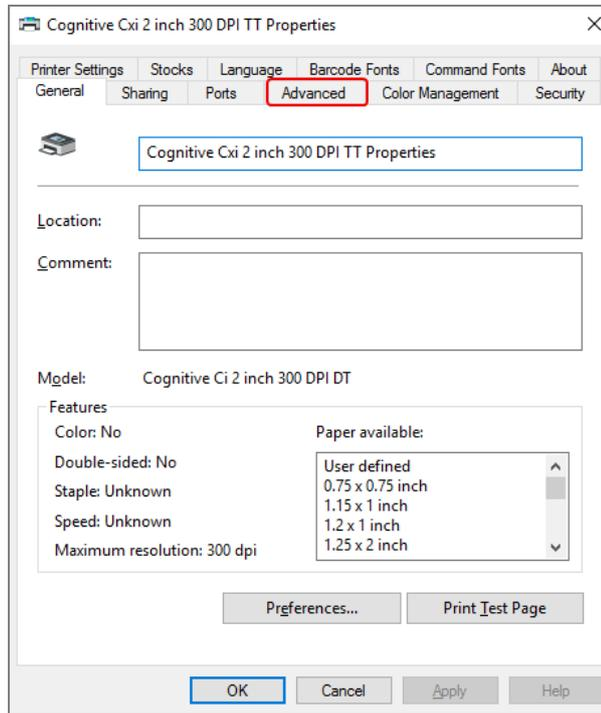 Cognitive Cxi 2 inch 300 DPI TT Properties
Printer Settings Stocks Language Barcode Fonts Command Fonts About
General Sharing Ports Advanced Color Management Security
Cognitive Cxi 2 inch 300 DPI TT Properties
Location:
Comment:
Model: Cognitive Ci 2 inch 300 DPI DT
Features
Color: No
Double-sided: No
Staple: Unknown
Speed: Unknown
Maximum resolution: 300 dpi
Paper available:
User defined
0.75 x 0.75 inch
1.15 x 1 inch
1.2 x 1 inch
1.25 x 2 inch
Preferences... Print Test Page
OK Cancel Apply Help